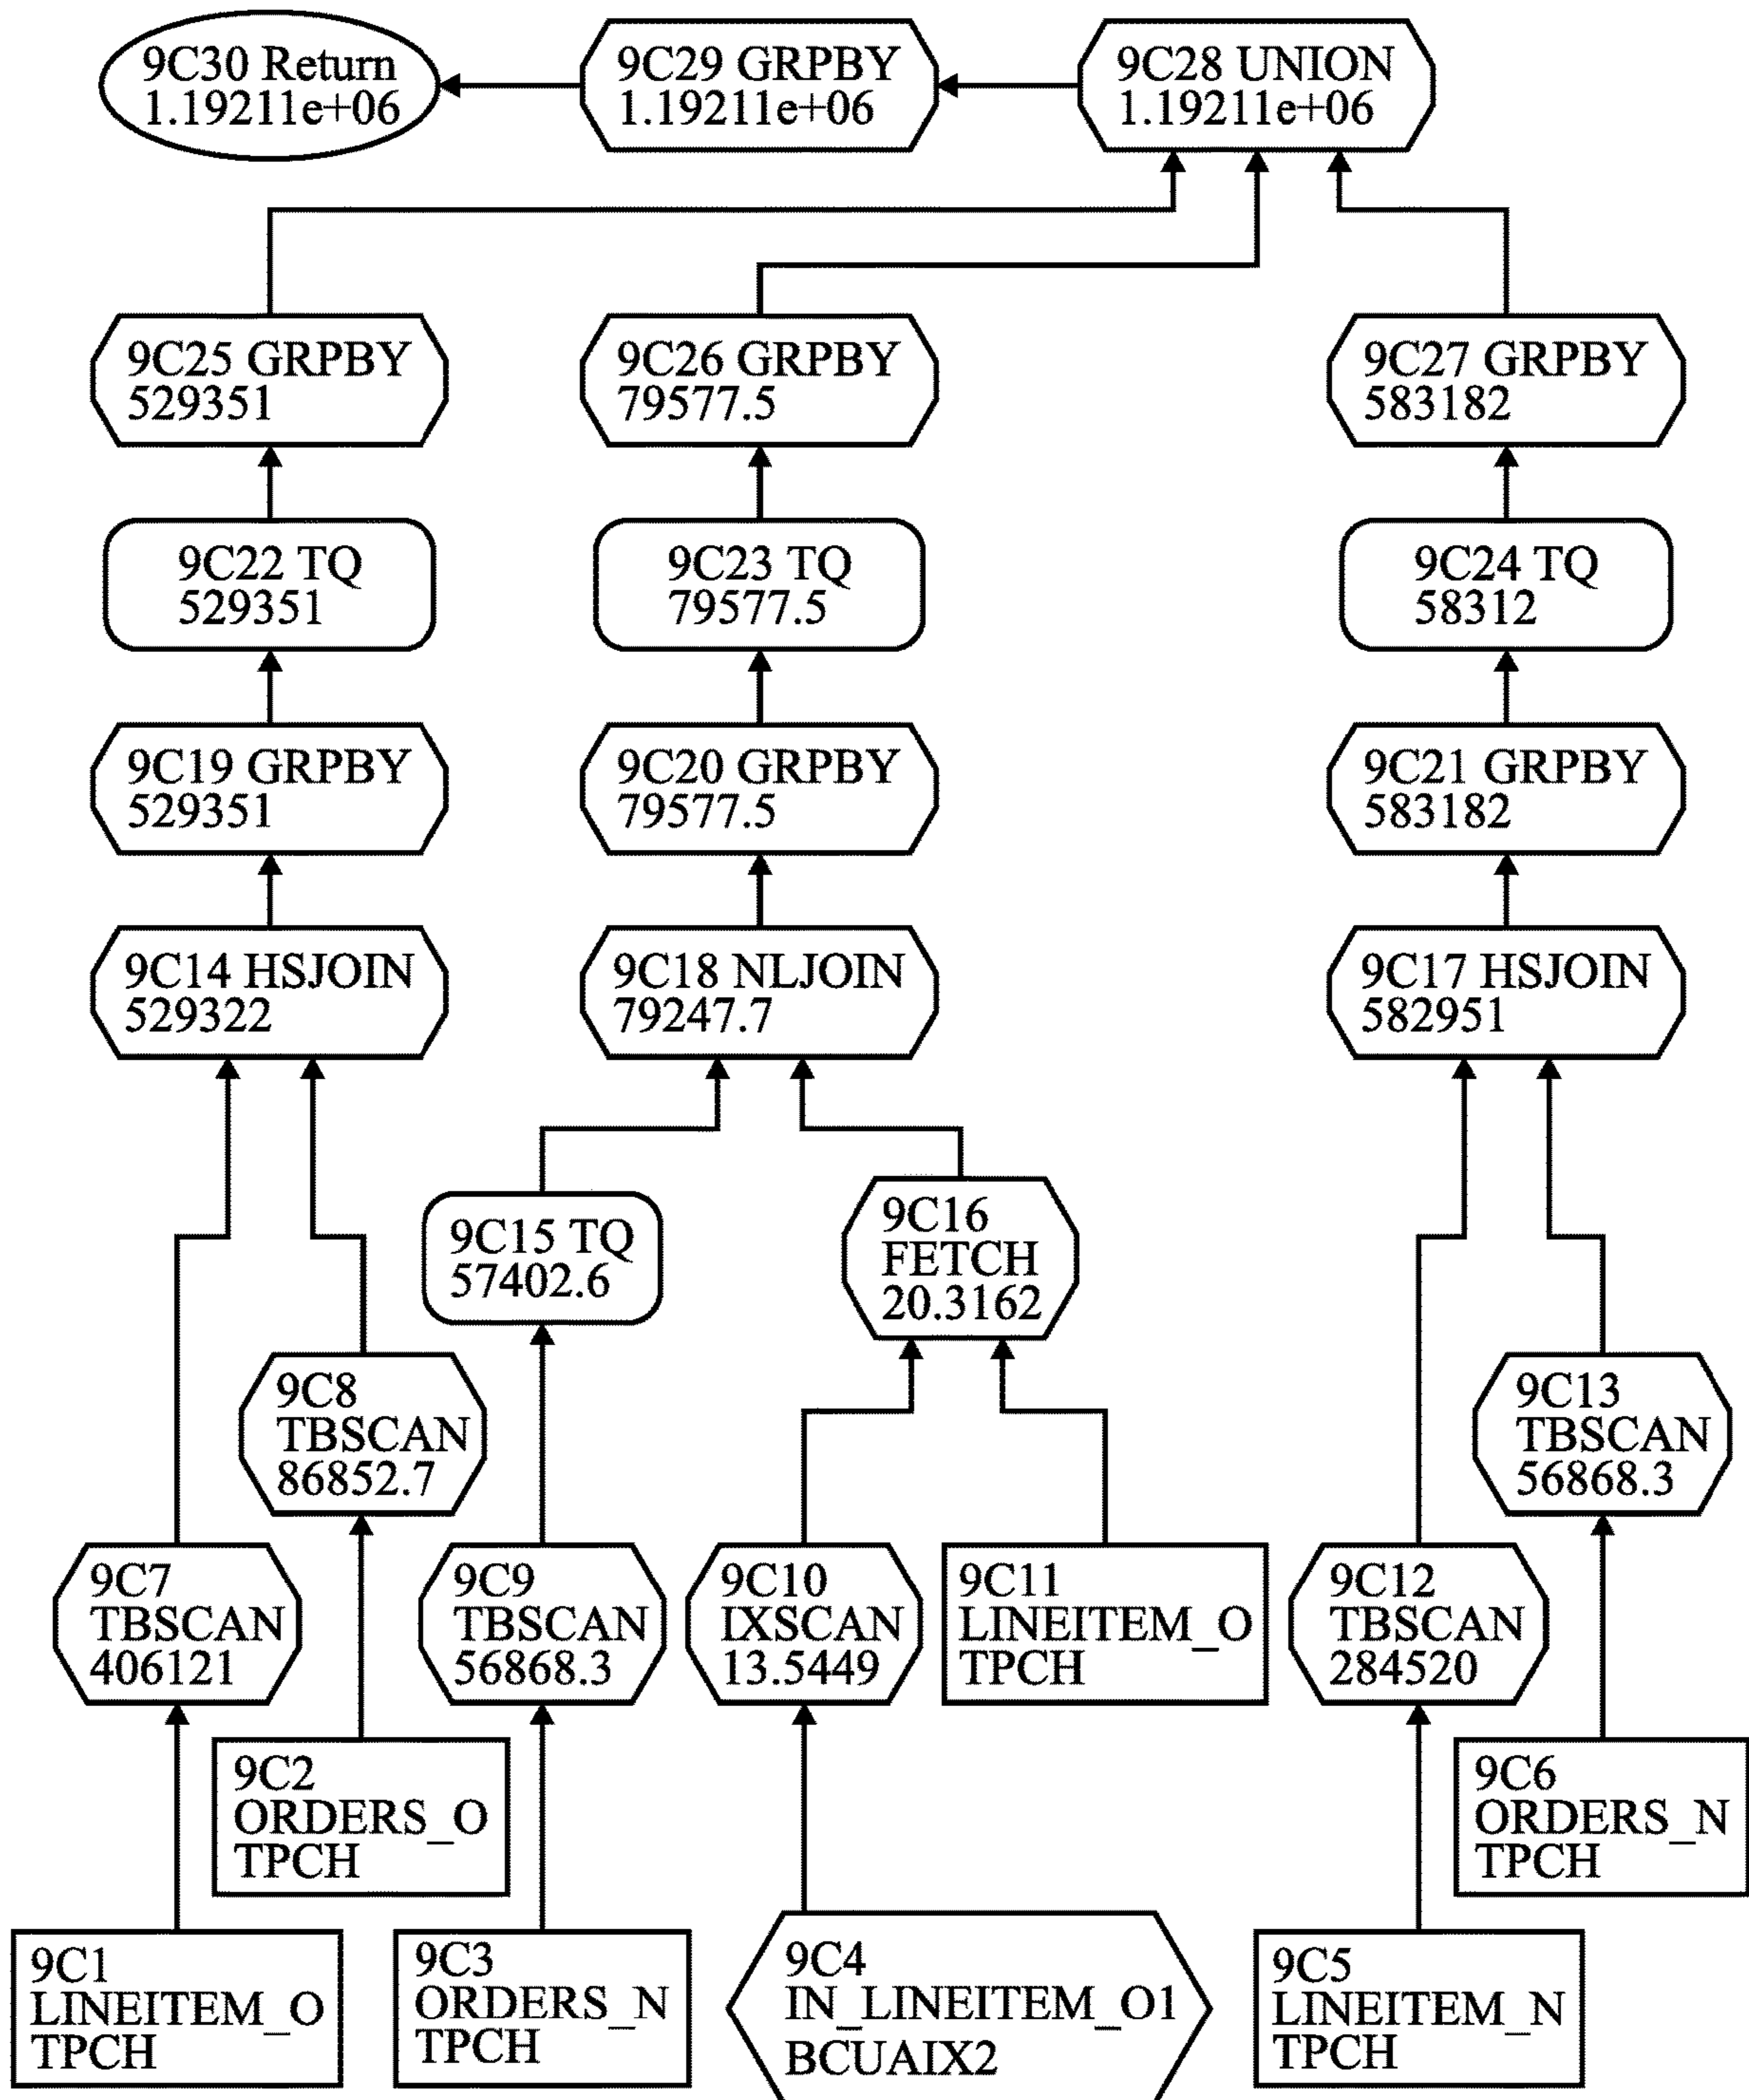 9C30 Return
1.19211e+06
9C29 GRPBY
1.19211e+06
9C28 UNION
1.19211e+06
9C25 GRPBY
529351
9C26 GRPBY
79577.5
9C27 GRPBY
583182
9C22 TQ
529351
9C23 TQ
79577.5
9C24 TQ
58312
9C19 GRPBY
529351
9C20 GRPBY
79577.5
9C21 GRPBY
583182
9C14 HSJOIN
529322
9C18 NLJOIN
79247.7
9C17 HSJOIN
582951
9C15 TQ
57402.6
9C16
FETCH
20.3162
9C8
TBSCAN
86852.7
9C13
TBSCAN
56868.3
9C7
TBSCAN
406121
9C9
TBSCAN
56868.3
9C10
IXSCAN
13.5449
9C11
LINEITEM_O
TPCH
9C12
TBSCAN
284520
9C2
ORDERS_O
TPCH
9C6
ORDERS_N
TPCH
9C1
LINEITEM_O
TPCH
9C3
ORDERS_N
TPCH
9C4
IN_LINEITEM_O1
BCUAIX2
9C5
LINEITEM_N
TPCH